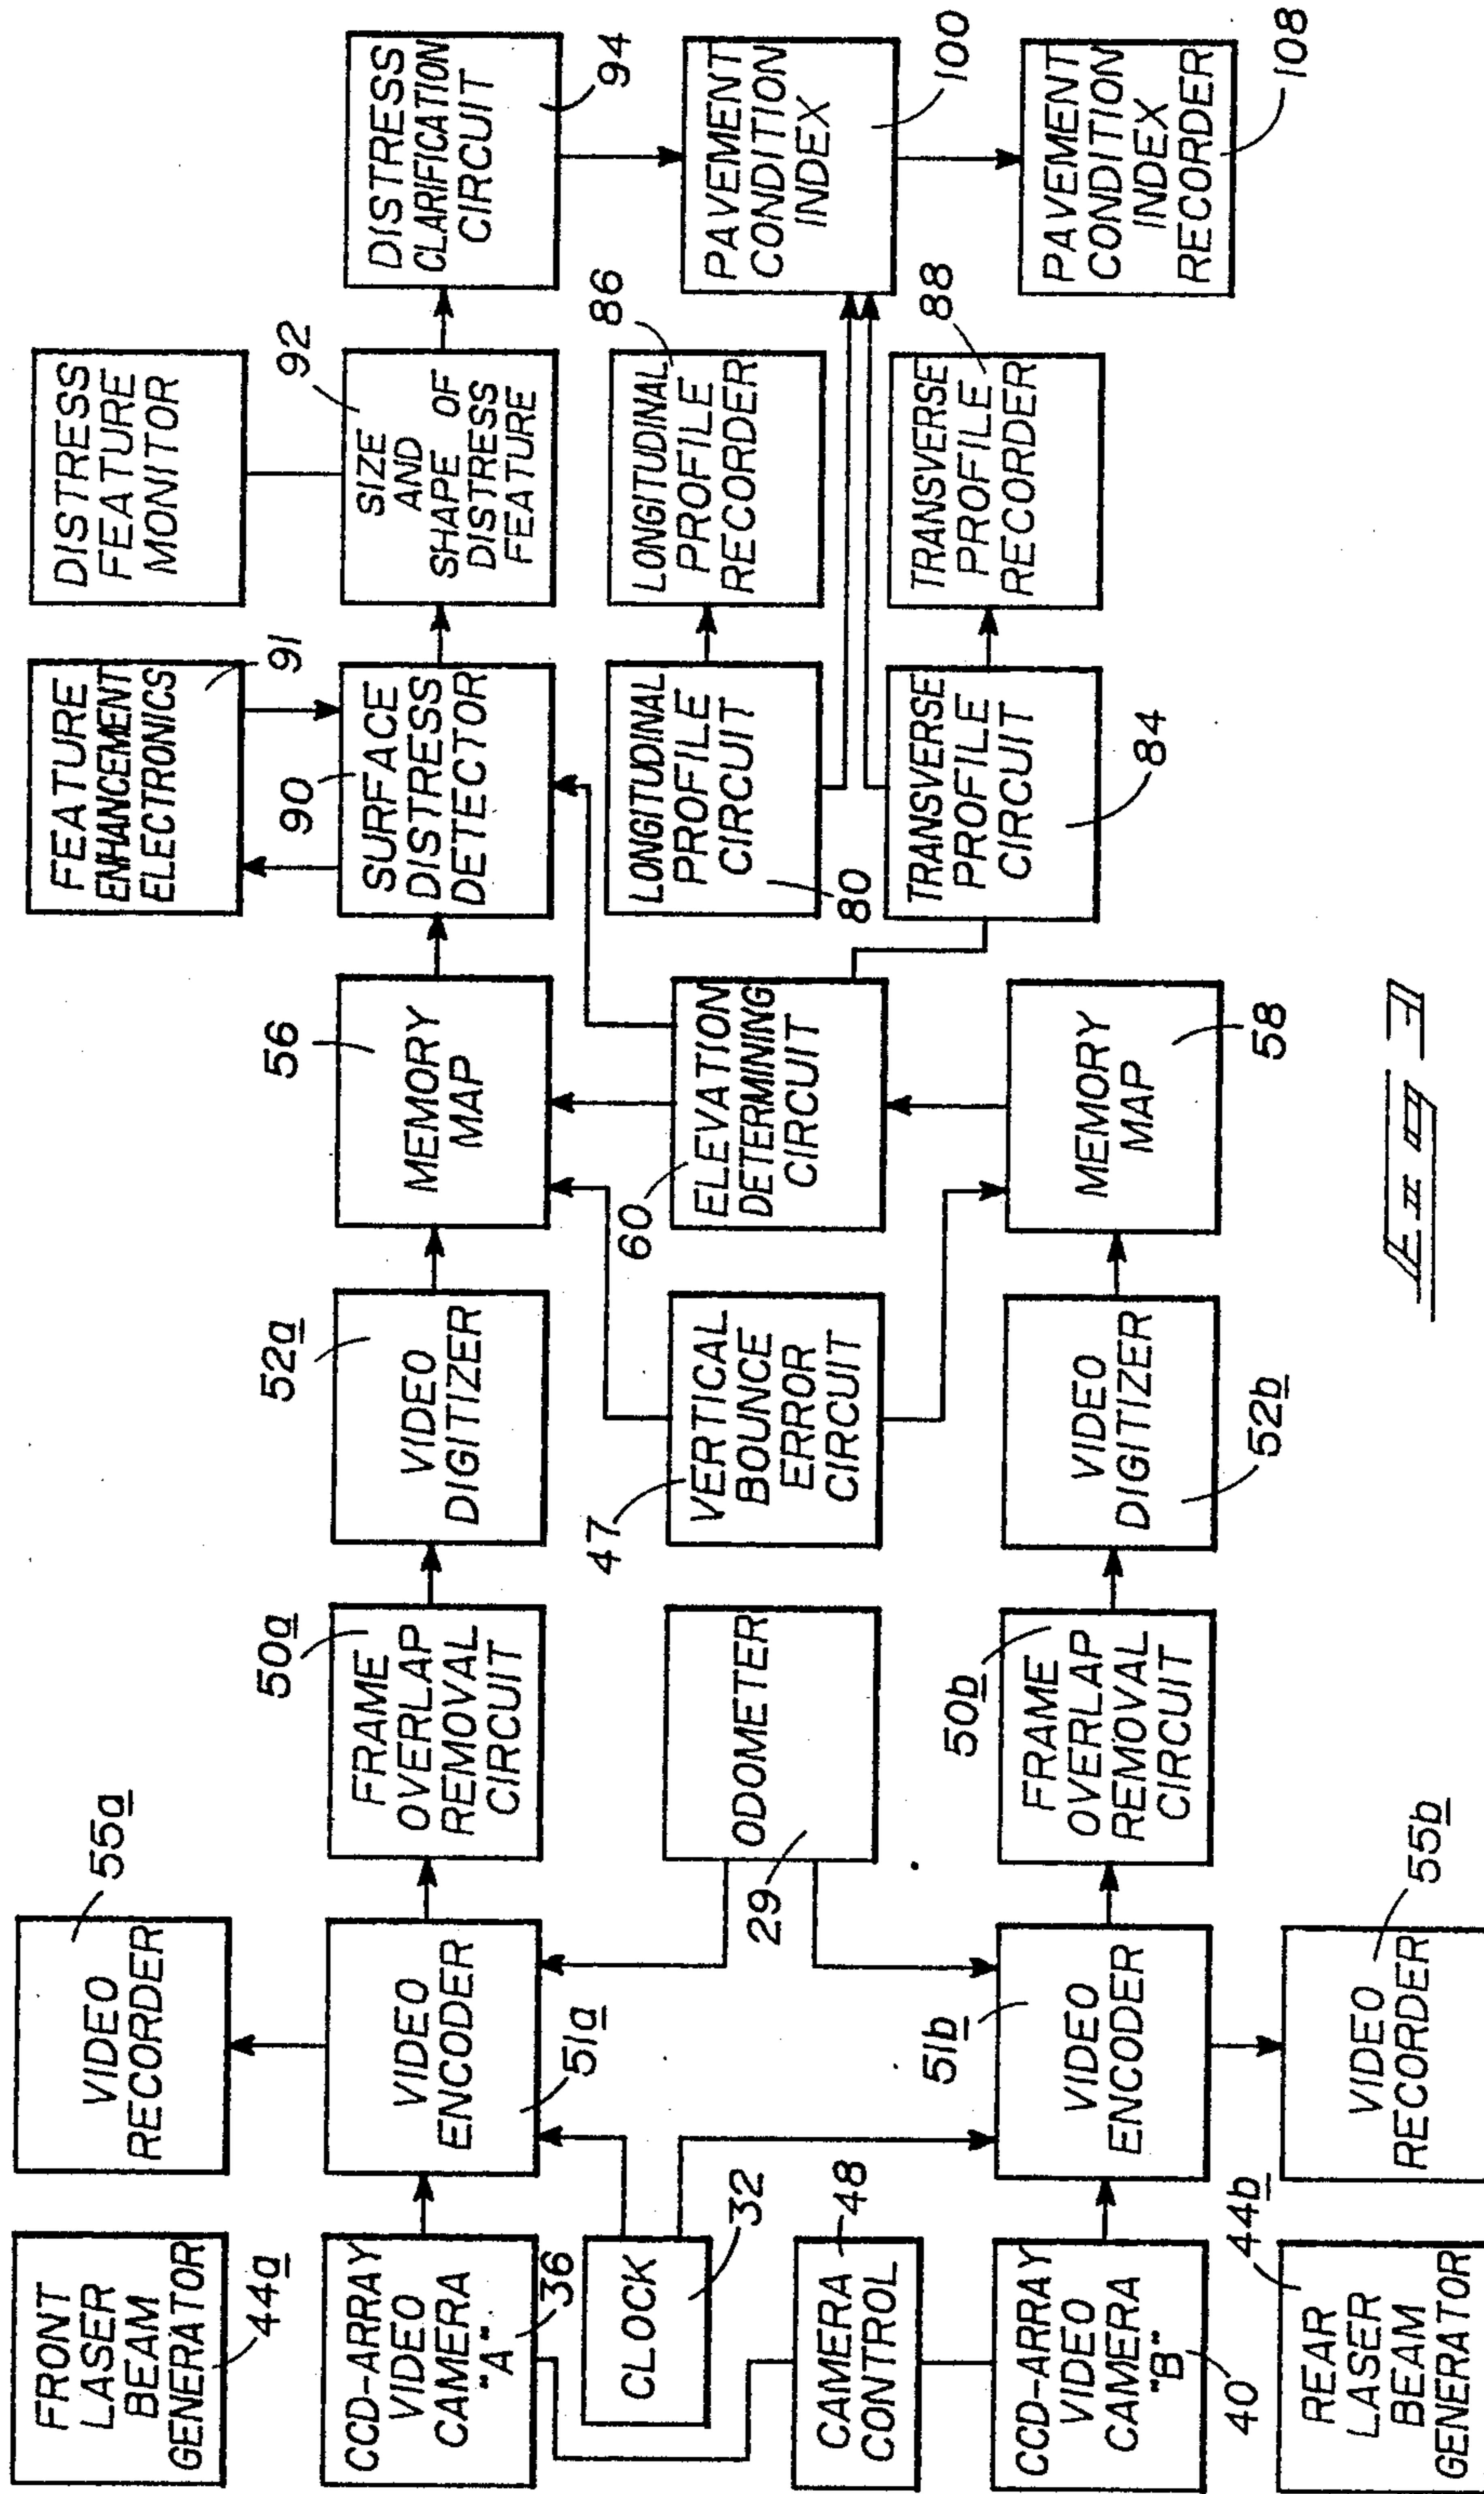 FRONT
LASER
BEAM
GENERATOR
44a
VIDEO
RECORDER
55a
FEATURE
ENHANCEMENT
ELECTRONICS
91
DISTRESS
FEATURE
MONITOR
CCD-ARRAY
VIDEO
CAMERA
"A"
36
VIDEO
ENCODER
51a
FRAME
OVERLAP
REMOVAL
CIRCUIT
50a
VIDEO
DIGITIZER
52a
MEMORY
MAP
56
SURFACE
DISTRESS
DETECTOR
90
SIZE
AND
SHAPE OF
DISTRESS
FEATURE
92
DISTRESS
CLARIFICATION
CIRCUIT
94
CLOCK
32
ODOMETER
29
VERTICAL
BOUNCE
ERROR
CIRCUIT
47
ELEVATION
DETERMINING
CIRCUIT
60
LONGITUDINAL
PROFILE
CIRCUIT
80
LONGITUDINAL
PROFILE
RECORDER
86
PAVEMENT
CONDITION
INDEX
100
CAMERA
CONTROL
48
TRANSVERSE
PROFILE
CIRCUIT
84
TRANSVERSE
PROFILE
RECORDER
88
CCD-ARRAY
VIDEO
CAMERA
"B"
40
VIDEO
ENCODER
51b
FRAME
OVERLAP
REMOVAL
CIRCUIT
50b
VIDEO
DIGITIZER
52b
MEMORY
MAP
58
PAVEMENT
CONDITION
INDEX
RECORDER
108
REAR
LASER
BEAM
GENERATOR
44b
VIDEO
RECORDER
55b